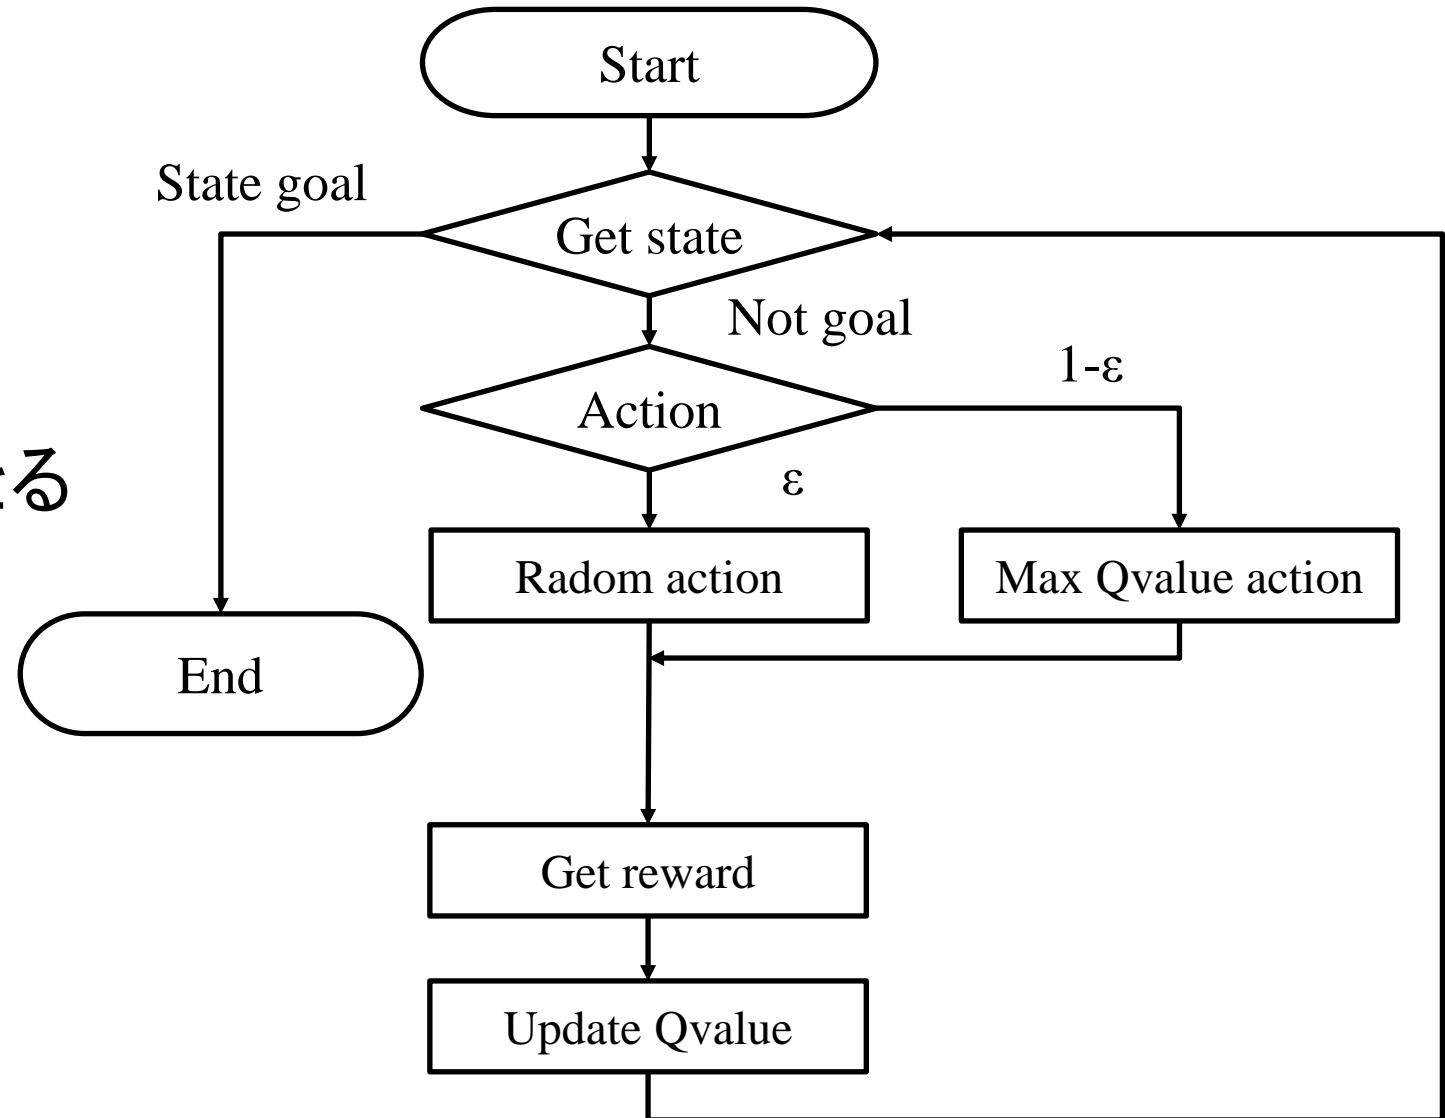 Start
State goal
Get state
Not goal
1-ε
Action
る
ε
Radom action
Max Qvalue action
End
Get reward
Update Qvalue